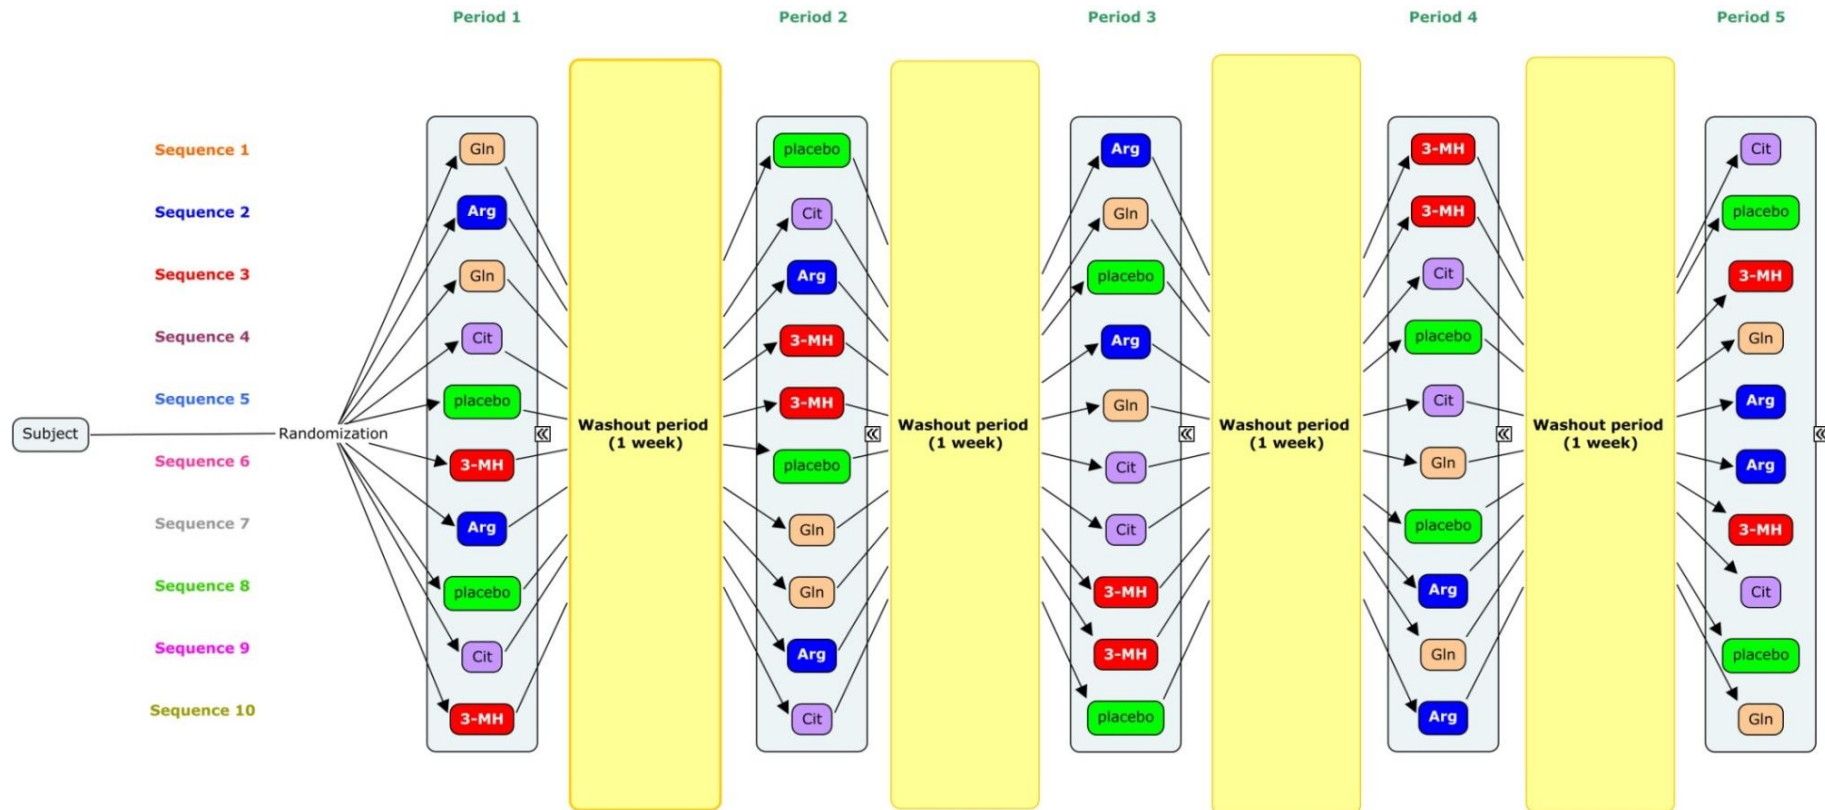 Period 1
Period 2
Period 3
Period 4
Period 5
Sequence 1
Gln
placebo
Arg
3-MH
Cit
Sequence 2
Arg
Cit
Gln
3-MH
placebo
Sequence 3
Gln
Arg
placebo
Cit
3-MH
Sequence 4
Cit
3-MH
Arg
placebo
Gln
Sequence 5
placebo
3-MH
Gln
Cit
Arg
Subject
Randomization
Washout period
(1 week)
Washout period
(1 week)
Washout period
(1 week)
Washout period
(1 week)
Sequence 6
3-MH
placebo
Cit
Gln
Arg
Sequence 7
Arg
Gln
Cit
placebo
3-MH
Sequence 8
placebo
Gln
3-MH
Arg
Cit
Sequence 9
Cit
Arg
3-MH
Gln
placebo
Sequence 10
3-MH
Cit
placebo
Arg
Gln